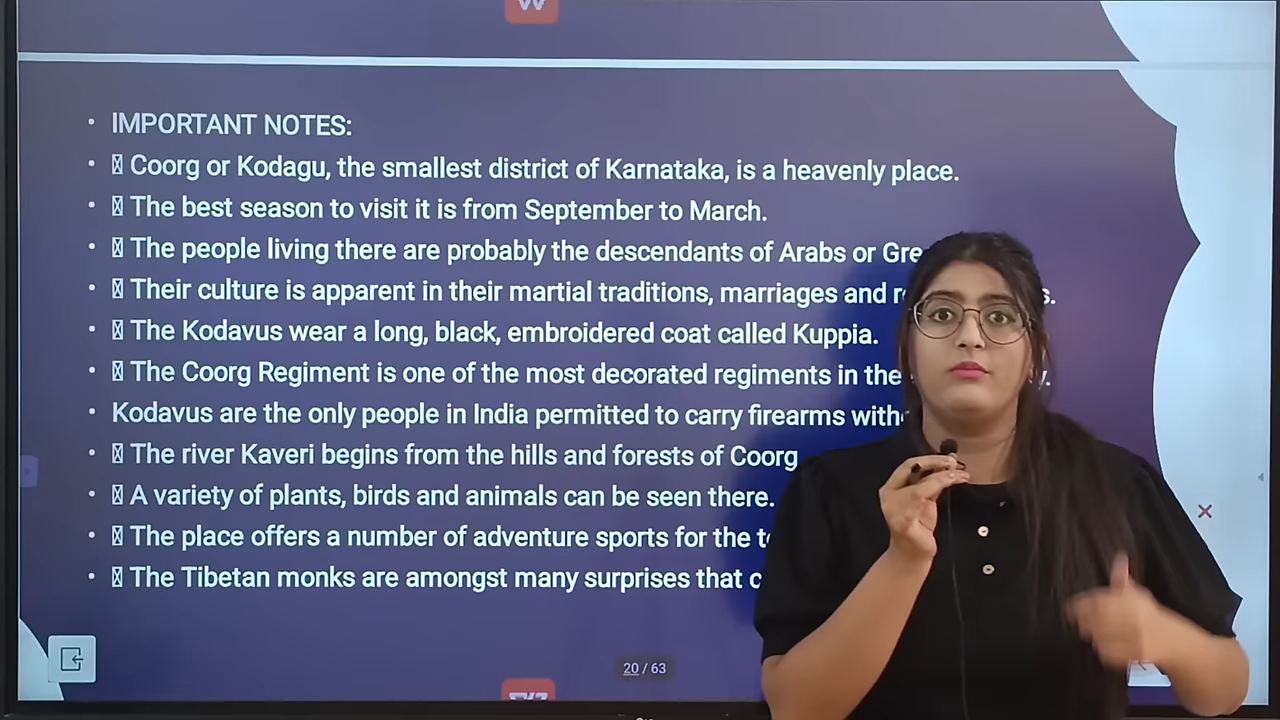 IMPORTANT NOTES:
Coorg or Kodagu, the smallest district of Karnataka, is a heavenly place.
The best season to visit it is from September to March.
The people living there are probably the descendants of Arabs or
Their culture is apparent in their martial traditions, marriages and
The Kodavus wear a long, black, embroidered coat called Kuppia.
The Coorg Regiment is one of the most decorated regiments in the
Kodavus are the only people in India permitted to carry firearms
The river Kaveri begins from the hills and forests of Coorg
A variety of plants, birds and animals can be seen there.
The place offers a number of adventure sports for the
The Tibetan monks are amongst many surprises that
20 / 63